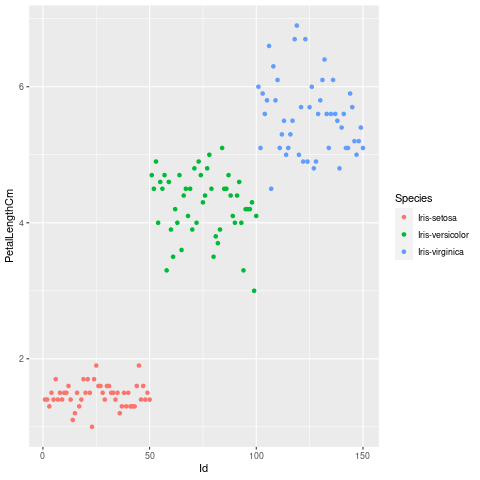 6
4
2
0
50
100
150
Id
PetalLengthCm
Species
Iris-setosa
Iris-versicolor
Iris-virginica